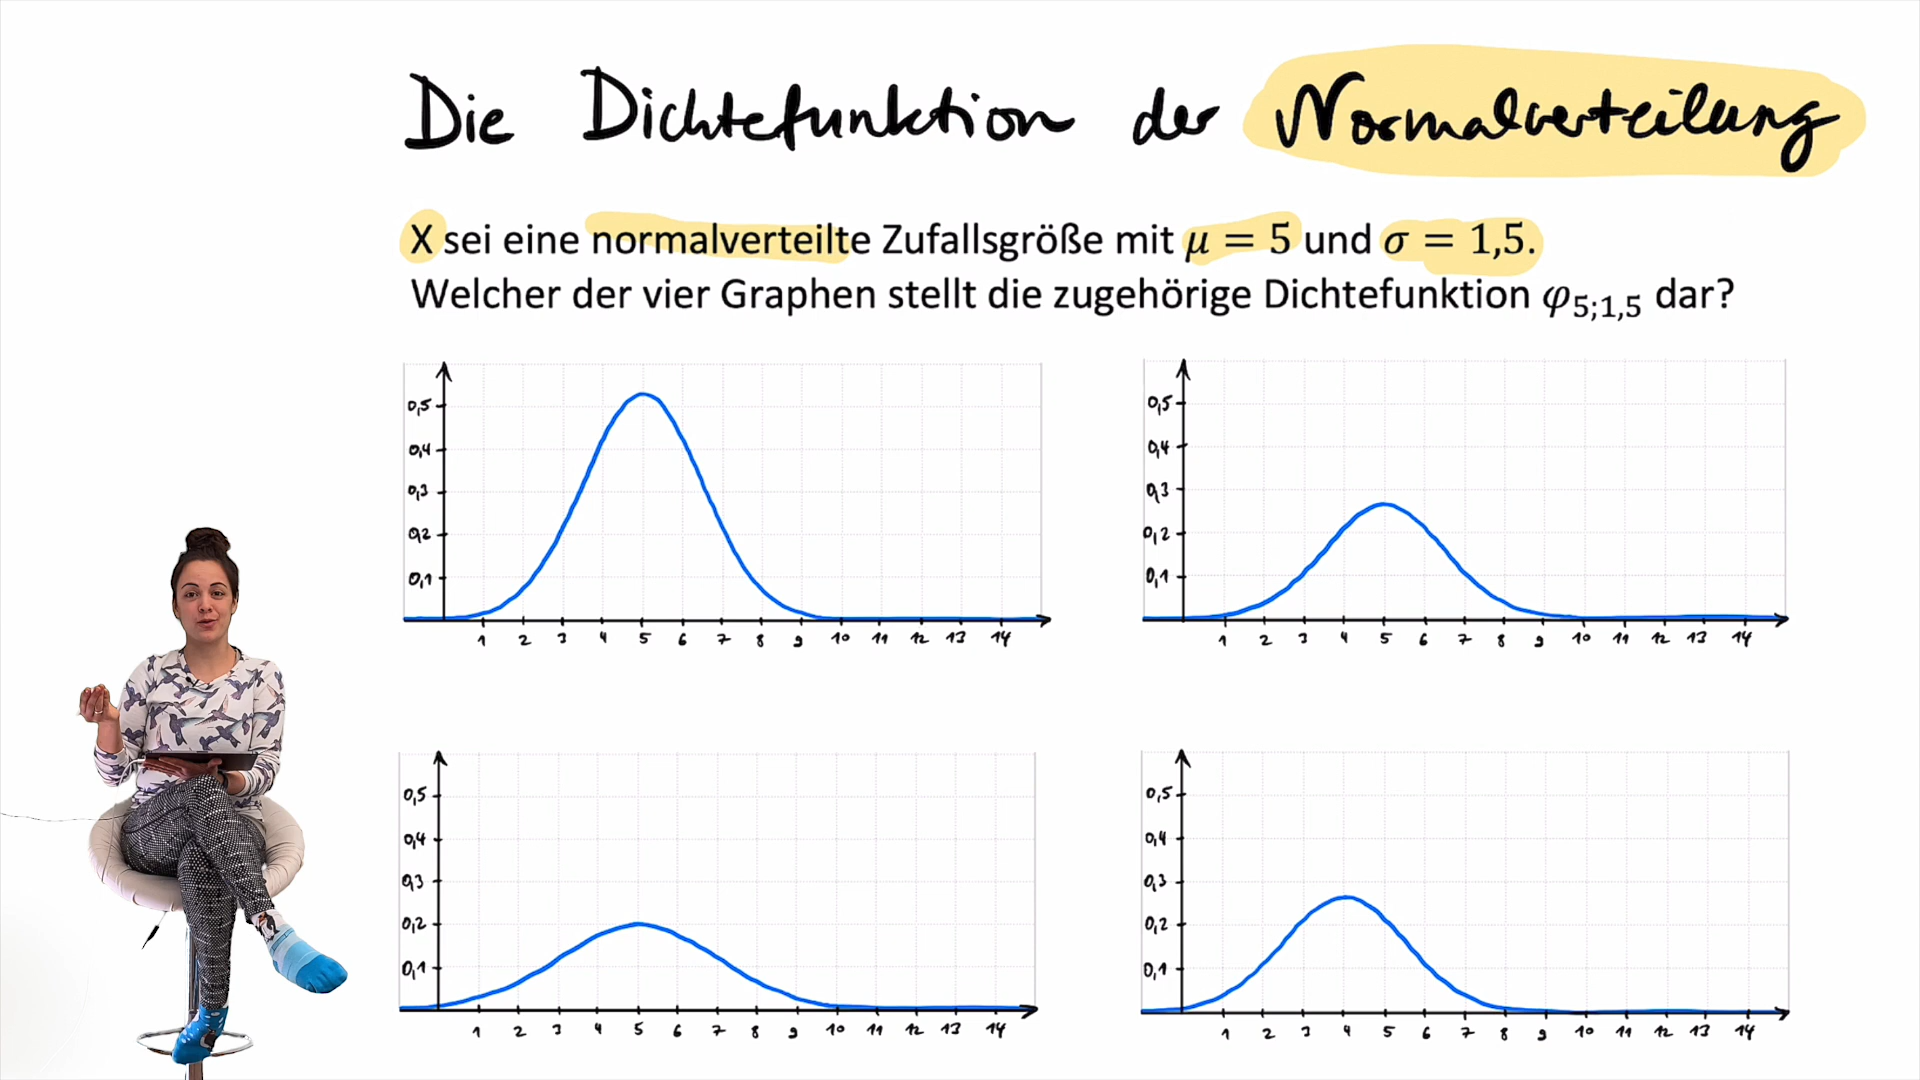 Die Dichtefunktion der Normalverteilung
X sei eine normalverteilte Zufallsgröße mit μ = 5 und σ = 1,5.
Welcher der vier Graphen stellt die zugehörige Dichtefunktion φ5;1,5 dar?
0,5
0,4
0,3
0,2
0,1
1 2 3 4 5 6 7 8 9 10 11 12 13 14
0,5
0,4
0,3
0,2
0,1
1 2 3 4 5 6 7 8 9 10 11 12 13 14
0,5
0,4
0,3
0,2
0,1
1 2 3 4 5 6 7 8 9 10 11 12 13 14
0,5
0,4
0,3
0,2
0,1
1 2 3 4 5 6 7 8 9 10 11 12 13 14